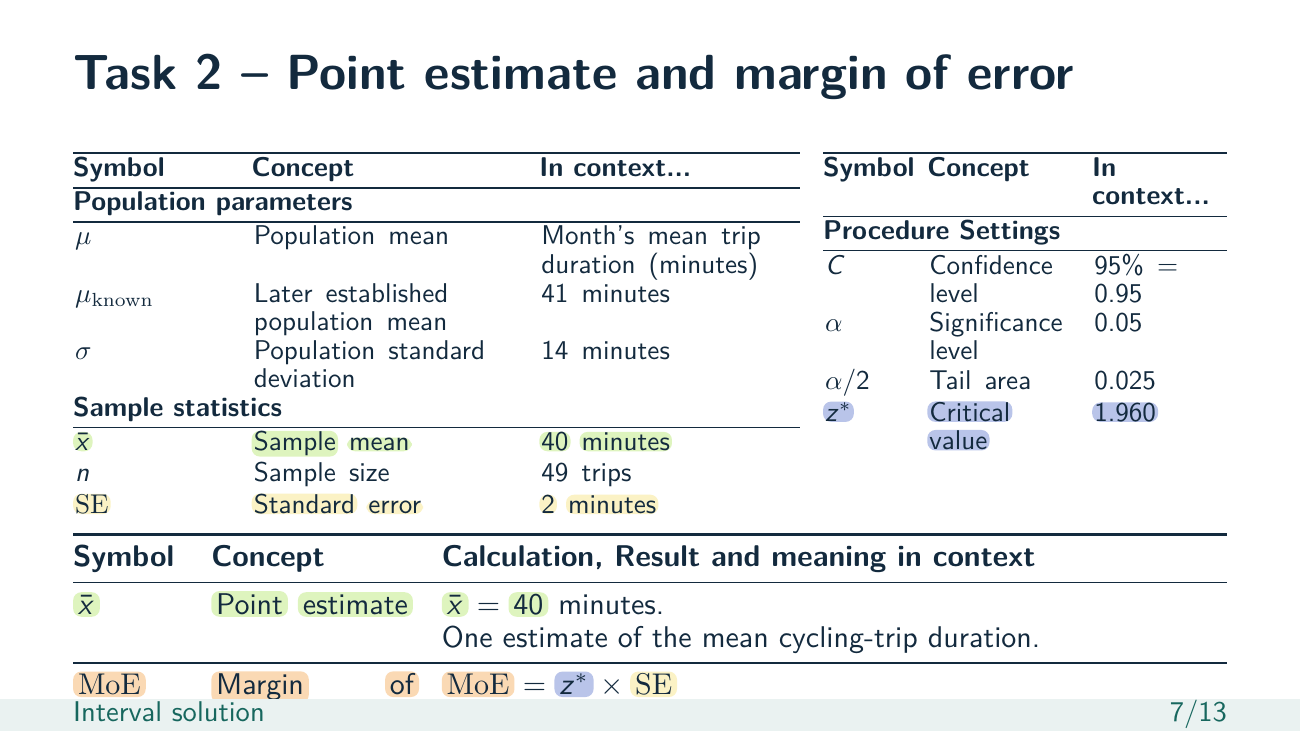 Task 2 – Point estimate and margin of error
Symbol Concept In context...
Population parameters
μ Population mean Month's mean trip
duration (minutes)
μknown Later established 41 minutes
population mean
σ Population standard 14 minutes
deviation
Sample statistics
x̄ Sample mean 40 minutes
n Sample size 49 trips
SE Standard error 2 minutes
Symbol Concept In
context...
Procedure Settings
C Confidence 95% =
level 0.95
α Significance 0.05
level
α/2 Tail area 0.025
z* Critical 1.960
value
Symbol Concept Calculation, Result and meaning in context
x̄ Point estimate x̄ = 40 minutes.
One estimate of the mean cycling-trip duration.
MoE Margin of MoE = z* × SE
Interval solution 7/13